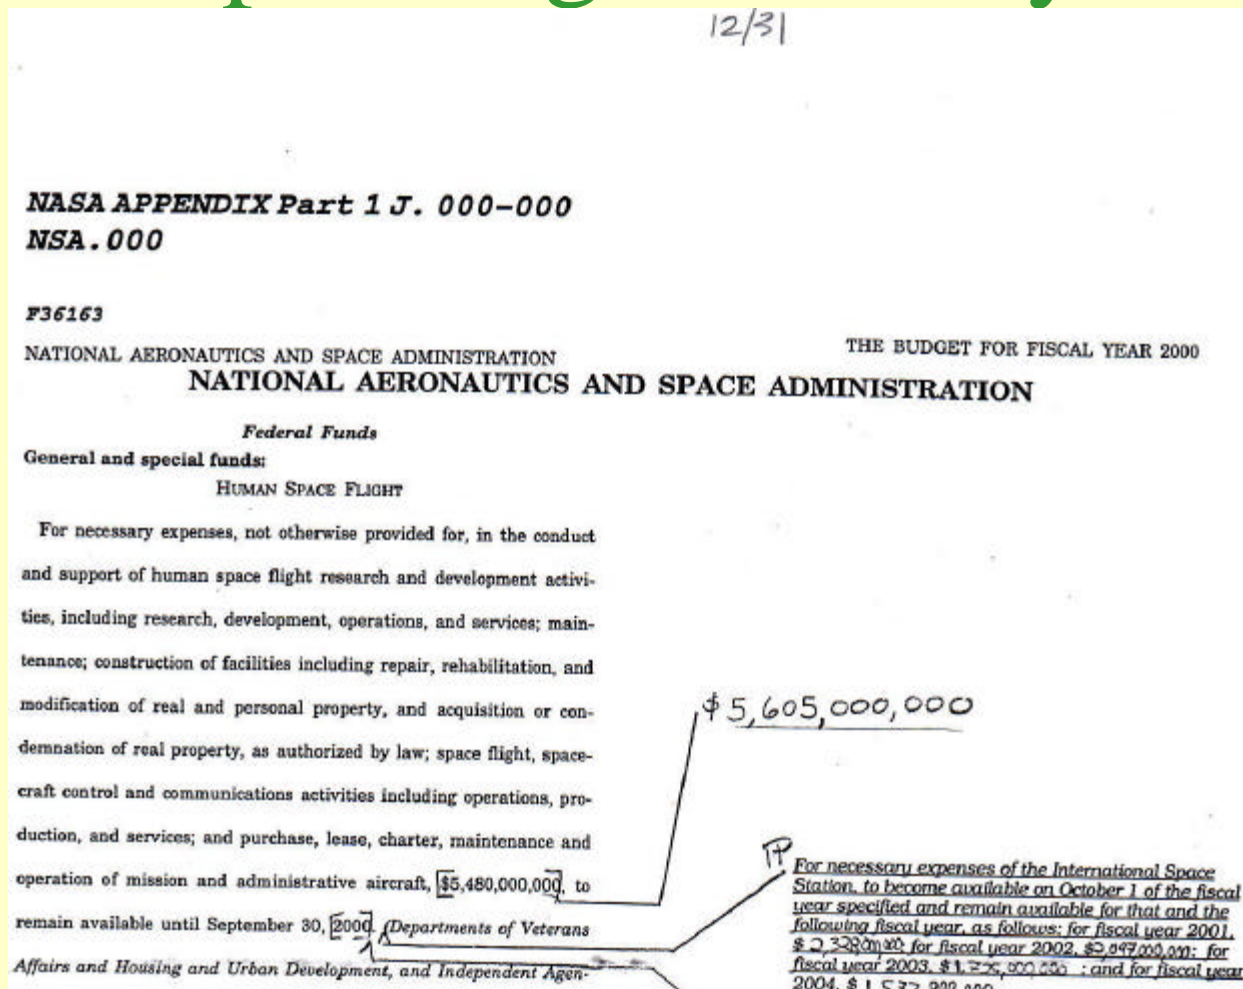 12/31
NASA APPENDIX Part 1 J. 000-000
NSA.000
F36163
NATIONAL AERONAUTICS AND SPACE ADMINISTRATION
THE BUDGET FOR FISCAL YEAR 2000
NATIONAL AERONAUTICS AND SPACE ADMINISTRATION
Federal Funds
General and special funds:
HUMAN SPACE FLIGHT
For necessary expenses, not otherwise provided for, in the conduct
and support of human space flight research and development activi-
ties, including research, development, operations, and services; main-
tenance; construction of facilities including repair, rehabilitation, and
modification of real and personal property, and acquisition or con-
demnation of real property, as authorized by law; space flight, space-
craft control and communications activities including operations, pro-
duction, and services; and purchase, lease, charter, maintenance and
operation of mission and administrative aircraft, [$5,480,000,000], to
remain available until September 30, [2000]. (Departments of Veterans
Affairs and Housing and Urban Development, and Independent Agen-
$5,605,000,000
For necessary expenses of the International Space
Station, to become available on October 1 of the fiscal
year specified and remain available for that and the
following fiscal year, as follows: for fiscal year 2001,
for fiscal year 2002, $2,097,000,000; for
fiscal year 2003, ; and for fiscal year
2004, $